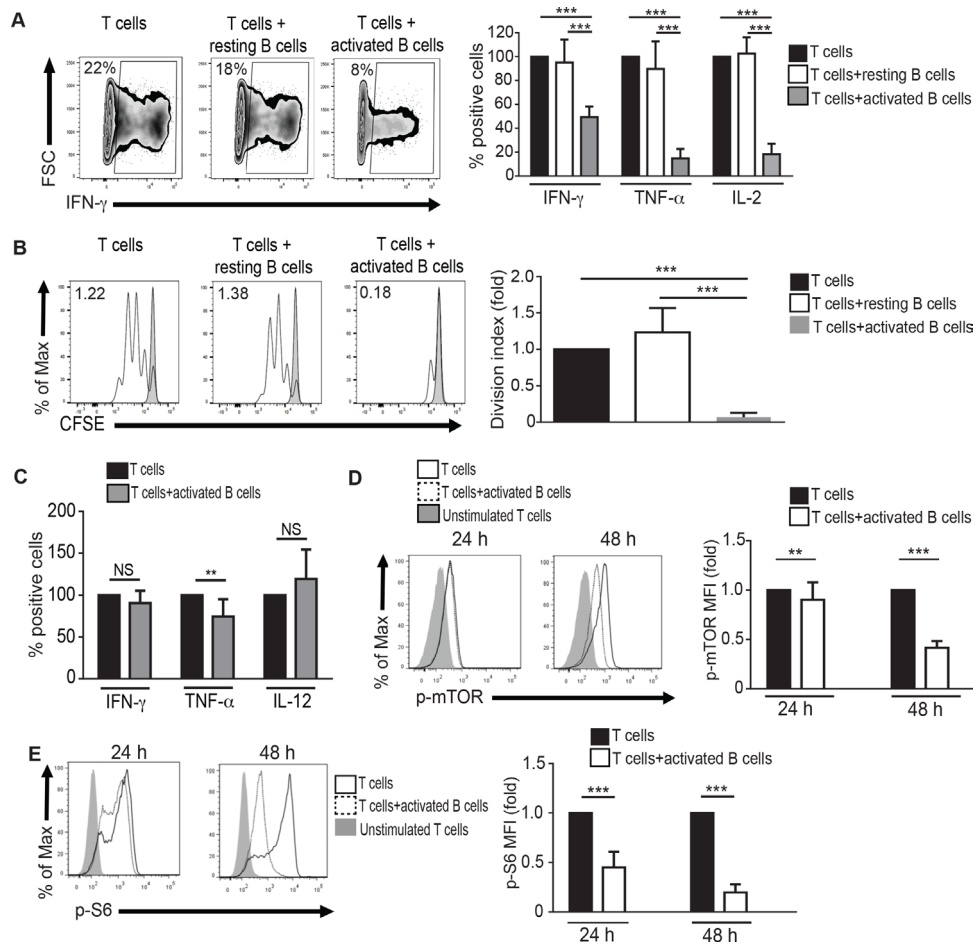 A
T cells
T cells +
resting B cells
T cells +
activated B cells
22%
18%
8%
FSC
IFN-γ
***
***
***
***
***
***
% positive cells
120
100
80
60
40
20
0
IFN-γ
TNF-α
IL-2
T cells
T cells+resting B cells
T cells+activated B cells
B
T cells
T cells +
resting B cells
T cells +
activated B cells
1.22
1.38
0.18
% of Max
CFSE
***
***
Division index (fold)
2.0
1.5
1.0
0.5
0
T cells
T cells+resting B cells
T cells+activated B cells
C
T cells
T cells+activated B cells
% positive cells
200
150
100
50
0
NS
**
NS
IFN-γ
TNF-α
IL-12
D
T cells
T cells+activated B cells
Unstimulated T cells
24 h
48 h
% of Max
p-mTOR
T cells
T cells+activated B cells
p-mTOR MFI (fold)
1.5
1.0
0.5
0
**
***
24 h
48 h
E
24 h
48 h
% of Max
p-S6
T cells
T cells+activated B cells
Unstimulated T cells
T cells
T cells+activated B cells
p-S6 MFI (fold)
1.5
1.0
0.5
0
***
***
24 h
48 h